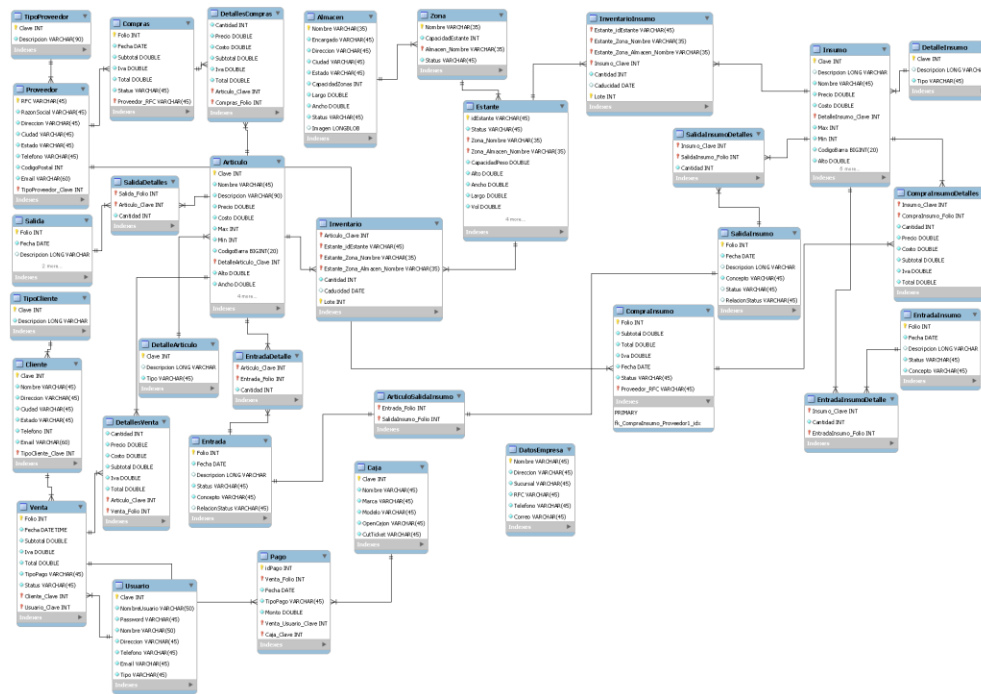 TipoProveedor
Clave INT
Descripcion VARCHAR(90)
Indexes
Proveedor
RFC VARCHAR(45)
RazonSocial VARCHAR(45)
Direccion VARCHAR(45)
Ciudad VARCHAR(45)
Estado VARCHAR(45)
Telefono VARCHAR(45)
CodigoPostal INT
Email VARCHAR(60)
TipoProveedor_Clave INT
Indexes
Salida
Folio INT
Fecha DATE
Descripcion LONG VARCHAR
2 more...
Indexes
TipoCliente
Clave INT
Descripcion LONG VARCHAR
Indexes
Cliente
Clave INT
Nombre VARCHAR(45)
Direccion VARCHAR(45)
Ciudad VARCHAR(45)
Estado VARCHAR(45)
Telefono INT
Email VARCHAR(60)
TipoCliente_Clave INT
Indexes
Venta
Folio INT
Fecha DATETIME
Subtotal DOUBLE
Iva DOUBLE
Total DOUBLE
TipoPago VARCHAR(45)
Status VARCHAR(45)
Cliente_Clave INT
Usuario_Clave INT
Indexes
Compras
Folio INT
Fecha DATE
Subtotal DOUBLE
Iva DOUBLE
Total DOUBLE
Status VARCHAR(45)
Proveedor_RFC VARCHAR(45)
Indexes
SalidaDetalles
Salida_Folio INT
Articulo_Clave INT
Cantidad INT
Indexes
DetalleArticulo
Clave INT
Descripcion LONG VARCHAR
Tipo VARCHAR(45)
Indexes
DetallesVenta
Cantidad INT
Precio DOUBLE
Costo DOUBLE
Subtotal DOUBLE
Iva DOUBLE
Total DOUBLE
Articulo_Clave INT
Venta_Folio INT
Indexes
Usuario
Clave INT
NombreUsuario VARCHAR(50)
Password VARCHAR(45)
Nombre VARCHAR(50)
Direccion VARCHAR(45)
Telefono VARCHAR(45)
Email VARCHAR(45)
Tipo VARCHAR(45)
Indexes
DetallesCompras
Cantidad INT
Precio DOUBLE
Costo DOUBLE
Subtotal DOUBLE
Iva DOUBLE
Total DOUBLE
Articulo_Clave INT
Compras_Folio INT
Indexes
Articulo
Clave INT
Nombre VARCHAR(45)
Descripcion VARCHAR(90)
Precio DOUBLE
Costo DOUBLE
Max INT
Min INT
CodigoBarra BIGINT(20)
DetalleArticulo_Clave INT
Alto DOUBLE
Ancho DOUBLE
4 more...
Indexes
EntradaDetalle
Articulo_Clave INT
Entrada_Folio INT
Cantidad INT
Indexes
Entrada
Folio INT
Fecha DATE
Descripcion LONG VARCHAR
Status VARCHAR(45)
Concepto VARCHAR(45)
RelacionStatus VARCHAR(45)
Indexes
Pago
idPago INT
Venta_Folio INT
Fecha DATE
TipoPago VARCHAR(45)
Monto DOUBLE
Venta_Usuario_Clave INT
Caja_Clave INT
Indexes
Almacen
Nombre VARCHAR(35)
Encargado VARCHAR(45)
Direccion VARCHAR(45)
Ciudad VARCHAR(45)
Estado VARCHAR(45)
CapacidadZonas INT
Largo DOUBLE
Ancho DOUBLE
Status VARCHAR(45)
Imagen LONGBLOB
Indexes
Inventario
Articulo_Clave INT
Estante_idEstante VARCHAR(45)
Estante_Zona_Nombre VARCHAR(35)
Estante_Zona_Almacen_Nombre VARCHAR(35)
Cantidad INT
Caducidad DATE
Lote INT
Indexes
ArticuloSalidaInsumo
Entrada_Folio INT
SalidaInsumo_Folio INT
Indexes
Caja
Clave INT
Nombre VARCHAR(45)
Marca VARCHAR(45)
Modelo VARCHAR(45)
OpenCajon VARCHAR(45)
CutTicket VARCHAR(45)
Indexes
Zona
Nombre VARCHAR(35)
CapacidadEstante INT
Almacen_Nombre VARCHAR(35)
Status VARCHAR(45)
Indexes
Estante
idEstante VARCHAR(45)
Status VARCHAR(45)
Zona_Nombre VARCHAR(35)
Zona_Almacen_Nombre VARCHAR(35)
CapacidadPeso DOUBLE
Alto DOUBLE
Ancho DOUBLE
Largo DOUBLE
Vol DOUBLE
4 more...
Indexes
DatosEmpresa
Nombre VARCHAR(45)
Direccion VARCHAR(45)
Sucursal VARCHAR(45)
RFC VARCHAR(45)
Telefono VARCHAR(45)
Correo VARCHAR(45)
Indexes
InventarioInsumo
Estante_idEstante VARCHAR(45)
Estante_Zona_Nombre VARCHAR(35)
Estante_Zona_Almacen_Nombre VARCHAR(35)
Insumo_Clave INT
Cantidad INT
Caducidad DATE
Lote INT
Indexes
SalidaInsumoDetalles
Insumo_Clave INT
SalidaInsumo_Folio INT
Cantidad INT
Indexes
SalidaInsumo
Folio INT
Fecha DATE
Descripcion LONG VARCHAR
Concepto VARCHAR(45)
Status VARCHAR(45)
RelacionStatus VARCHAR(45)
Indexes
CompraInsumo
Folio INT
Subtotal DOUBLE
Total DOUBLE
Iva DOUBLE
Fecha DATE
Status VARCHAR(45)
Proveedor_RFC VARCHAR(45)
Indexes
PRIMARY
fk_CompraInsumo_Proveedor1_idx
Insumo
Clave INT
Descripcion LONG VARCHAR
Nombre VARCHAR(45)
Precio DOUBLE
Costo DOUBLE
DetalleInsumo_Clave INT
Max INT
Min INT
CodigoBarra BIGINT(20)
Alto DOUBLE
Indexes
DetalleInsumo
Clave INT
Descripcion LONG VARCHAR
Tipo VARCHAR(45)
Indexes
CompraInsumoDetalles
Insumo_Clave INT
CompraInsumo_Folio INT
Cantidad INT
Precio DOUBLE
Costo DOUBLE
Subtotal DOUBLE
Iva DOUBLE
Total DOUBLE
Indexes
EntradaInsumo
Folio INT
Fecha DATE
Descripcion LONG VARCHAR
Status VARCHAR(45)
Concepto VARCHAR(45)
Indexes
EntradaInsumoDetalle
Insumo_Clave INT
Cantidad INT
EntradaInsumo_Folio INT
Indexes